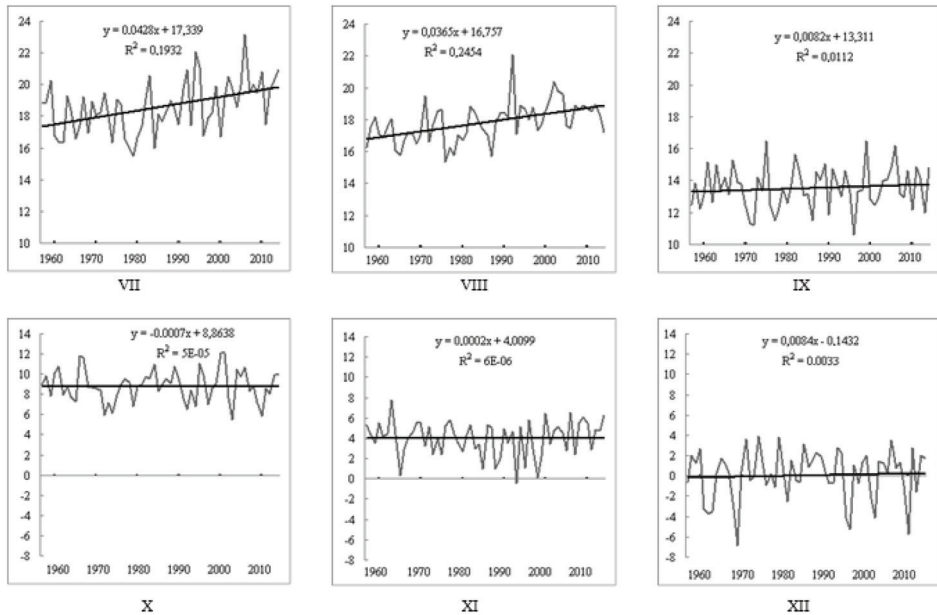 y = 0.0428x + 17,339
R² = 0,1932
24
22
20
18
16
14
12
10
1960 1970 1980 1990 2000 2010
VII
y = 0,0365x + 16,757
R² = 0,2454
24
22
20
18
16
14
12
10
1960 1970 1980 1990 2000 2010
VIII
y = 0,0082x + 13,311
R² = 0,0112
24
22
20
18
16
14
12
10
1960 1970 1980 1990 2000 2010
IX
y = -0.0007x + 8,8638
R² = 5E-05
14
12
10
8
6
4
2
0
-2
-4
-6
-8
1960 1970 1980 1990 2000 2010
X
y = 0,0002x + 4,0099
R² = 6E-06
14
12
10
8
6
4
2
0
-2
-4
-6
-8
1960 1970 1980 1990 2000 2010
XI
y = 0,0084x - 0,1432
R² = 0.0033
14
12
10
8
6
4
2
0
-2
-4
-6
-8
1960 1970 1980 1990 2000 2010
XII